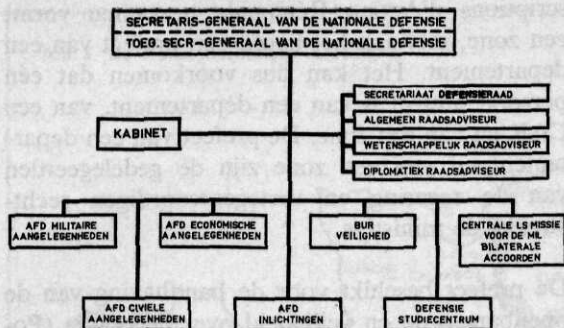 SECRETARIS-GENERAAL VAN DE NATIONALE DEFENSIE
TOEG. SECR-GENERAAL VAN DE NATIONALE DEFENSIE
KABINET
SECRETARIAAT DEFENSIERAAD
ALGEMEEN RAADSADVISEUR
WETENSCHAPPELIJK RAADSADVISEUR
DIPLOMATIEK RAADSADVISEUR
AFD MILITAIRE
AANGELEGENHEDEN
AFD ECONOMISCHE
AANGELEGENHEDEN
BUR
VEILIGHEID
CENTRALE LS MISSIE
VOOR DE MIL
BILATERALE
ACCOORDEN
AFD CIVIELE
AANGELEGENHEDEN
AFD
INLICHTINGEN
DEFENSIE
STUDIECENTRUM